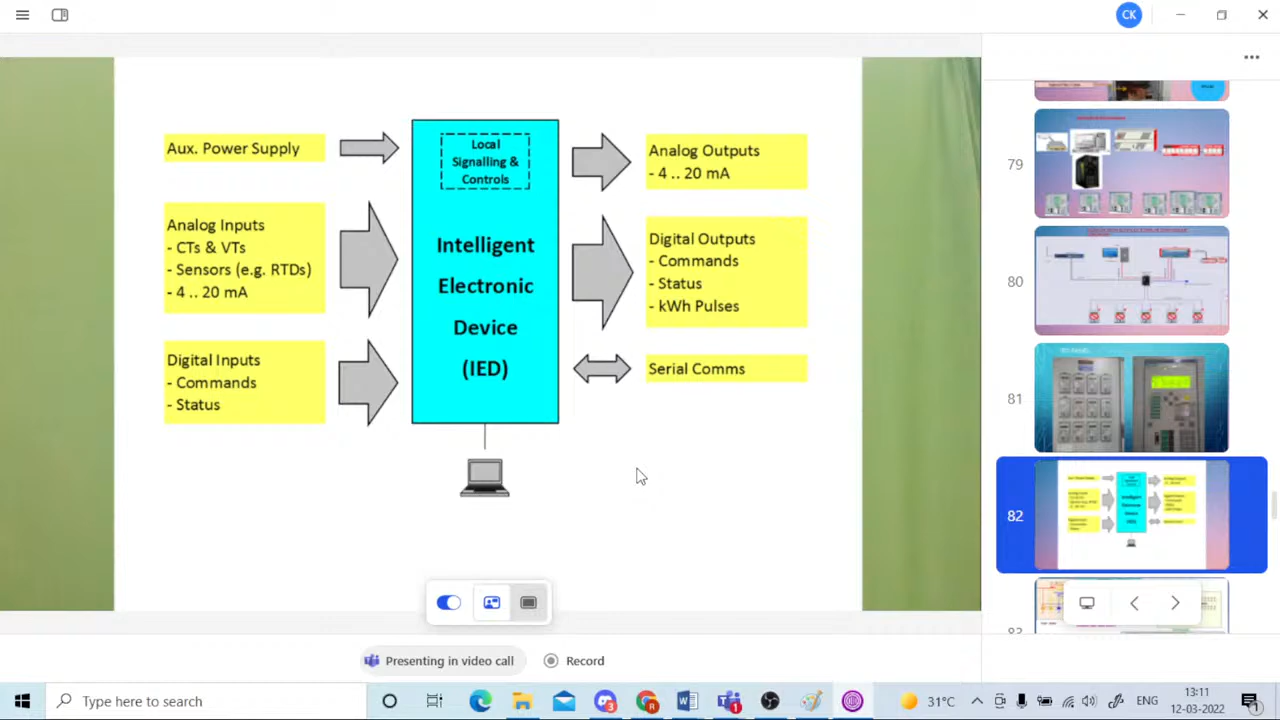 CK
Aux. Power Supply
Analog Inputs
- CTs & VTs
- Sensors (e.g. RTDs)
- 4 .. 20 mA
Digital Inputs
- Commands
- Status
Local
Signalling &
Controls
Intelligent
Electronic
Device
(IED)
Analog Outputs
- 4 .. 20 mA
Digital Outputs
- Commands
- Status
- kWh Pulses
Serial Comms
79
80
81
82
Presenting in video call
Record
Type here to search
31°C
ENG
13:11
12-03-2022